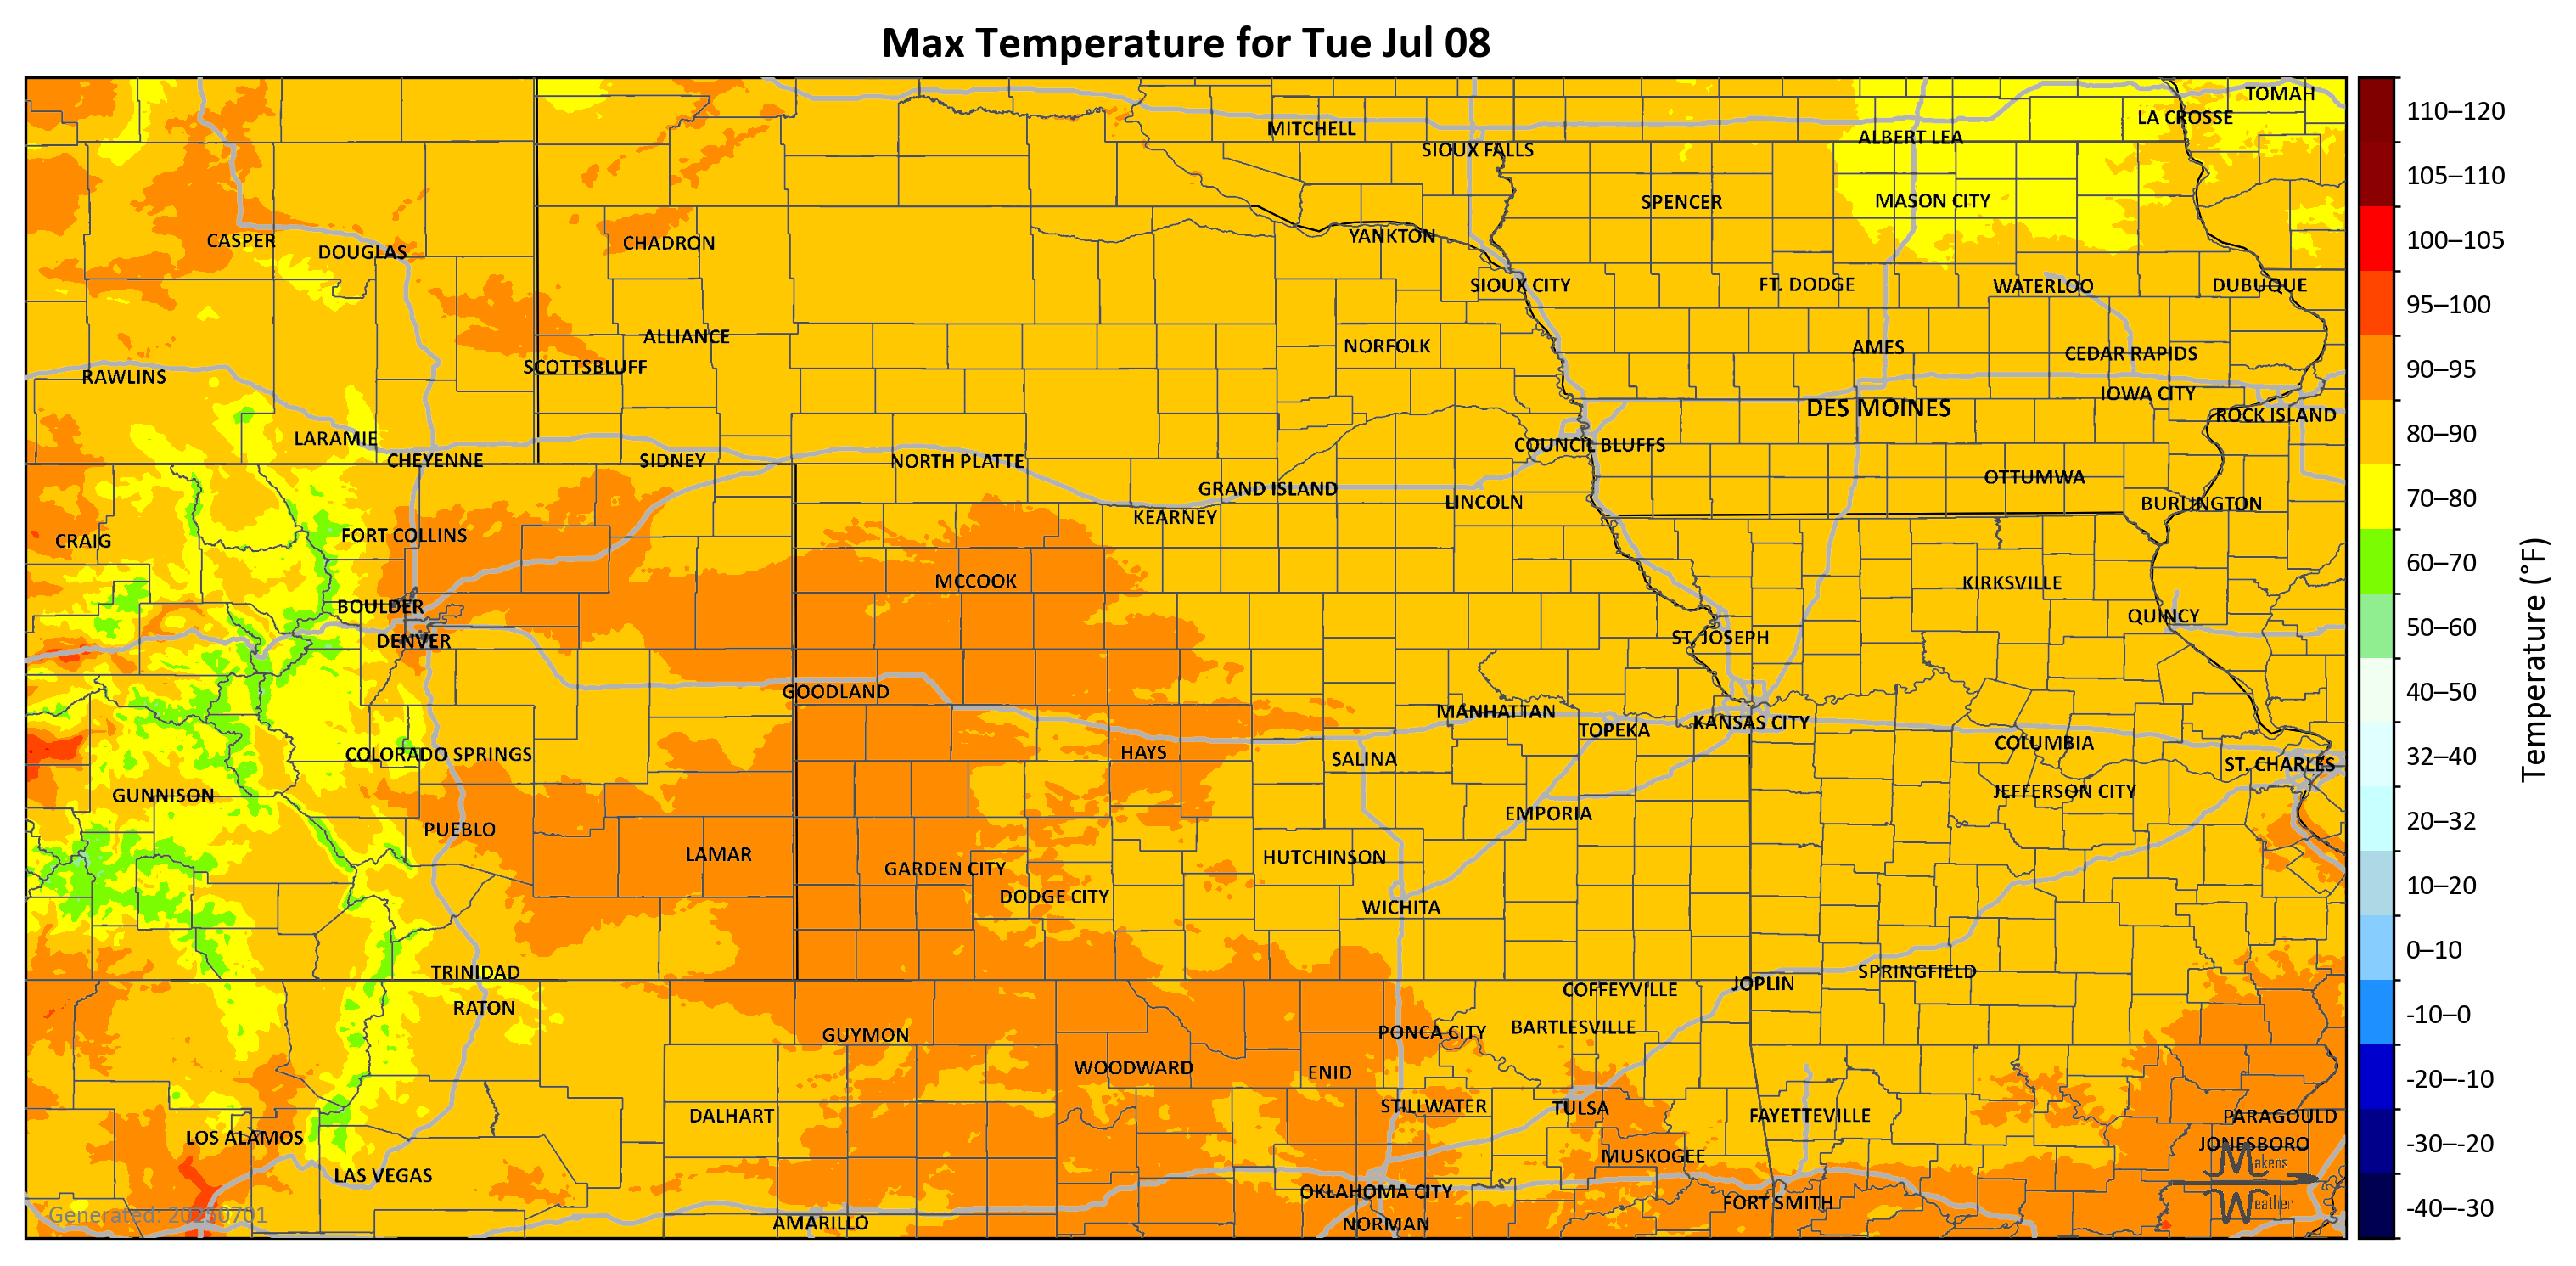 Max Temperature for Tue Jul 08
TOMAH
LA CROSSE
MITCHELL
ALBERT LEA
SIOUX FALLS
SPENCER
MASON CITY
CASPER
DOUGLAS
CHADRON
YANKTON
SIOUX CITY
FT. DODGE
WATERLOO
DUBUQUE
ALLIANCE
NORFOLK
AMES
CEDAR RAPIDS
SCOTTSBLUFF
RAWLINS
IOWA CITY
DES MOINES
ROCK ISLAND
LARAMIE
COUNCIL BLUFFS
CHEYENNE
SIDNEY
NORTH PLATTE
OTTUMWA
GRAND ISLAND
LINCOLN
BURLINGTON
KEARNEY
FORT COLLINS
CRAIG
MCCOOK
KIRKSVILLE
BOULDER
QUINCY
DENVER
ST. JOSEPH
GOODLAND
MANHATTAN
TOPEKA
KANSAS CITY
COLUMBIA
COLORADO SPRINGS
HAYS
SALINA
ST. CHARLES
GUNNISON
JEFFERSON CITY
EMPORIA
PUEBLO
LAMAR
HUTCHINSON
GARDEN CITY
DODGE CITY
WICHITA
TRINIDAD
SPRINGFIELD
JOPLIN
COFFEYVILLE
RATON
GUYMON
PONCA CITY
BARTLESVILLE
WOODWARD
ENID
DALHART
STILLWATER
TULSA
FAYETTEVILLE
PARAGOULD
LOS ALAMOS
JONESBORO
MUSKOGEE
LAS VEGAS
OKLAHOMA CITY
FORT SMITH
AMARILLO
NORMAN
Generated: 20250701
Makens
Weather
110–120
105–110
100–105
95–100
90–95
80–90
70–80
60–70
50–60
40–50
32–40
20–32
10–20
0–10
-10–0
-20–-10
-30–-20
-40–-30
Temperature (°F)